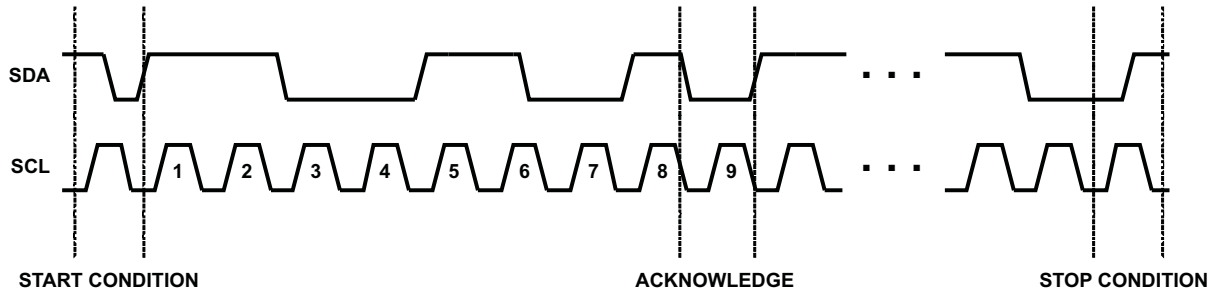 SDA
SCL
1 2 3 4 5 6 7 8 9
START CONDITION
ACKNOWLEDGE
STOP CONDITION